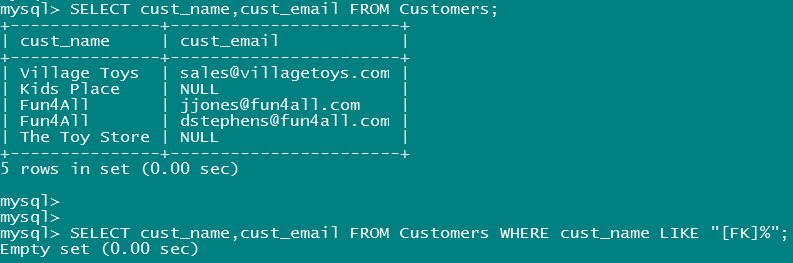 mysql> SELECT cust_name,cust_email FROM Customers;
+----------------+-------------------------+
| cust_name      | cust_email            |
+----------------+-------------------------+
| Village Toys  | sales@villagetoys.com |
| Kids Place    | NULL                  |
| Fun4All       | jjones@fun4all.com    |
| Fun4All       | dstephens@fun4all.com |
| The Toy Store | NULL                  |
+----------------+-------------------------+
5 rows in set (0.00 sec)
mysql>
mysql>
mysql> SELECT cust_name,cust_email FROM Customers WHERE cust_name LIKE "[FK]%";
Empty set (0.00 sec)